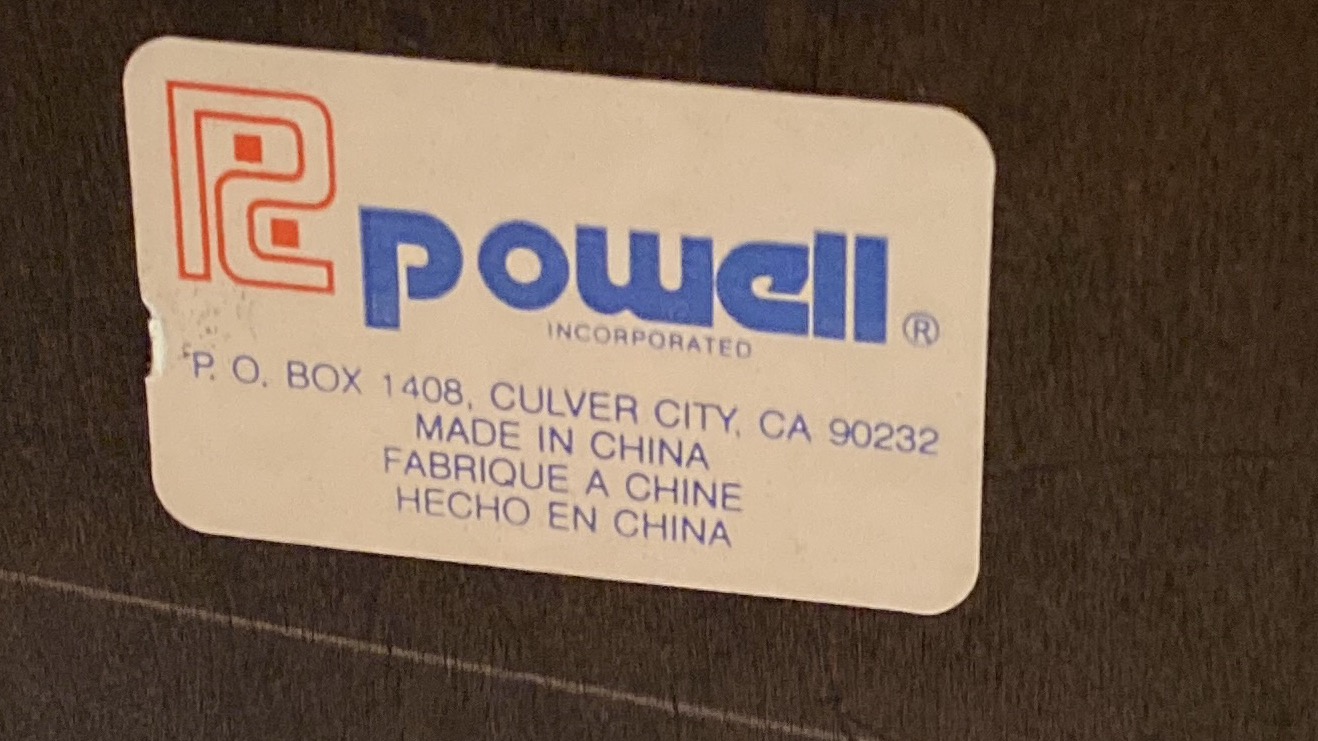 powell ®
INCORPORATED
P. O. BOX 1408, CULVER CITY, CA 90232
MADE IN CHINA
FABRIQUE A CHINE
HECHO EN CHINA